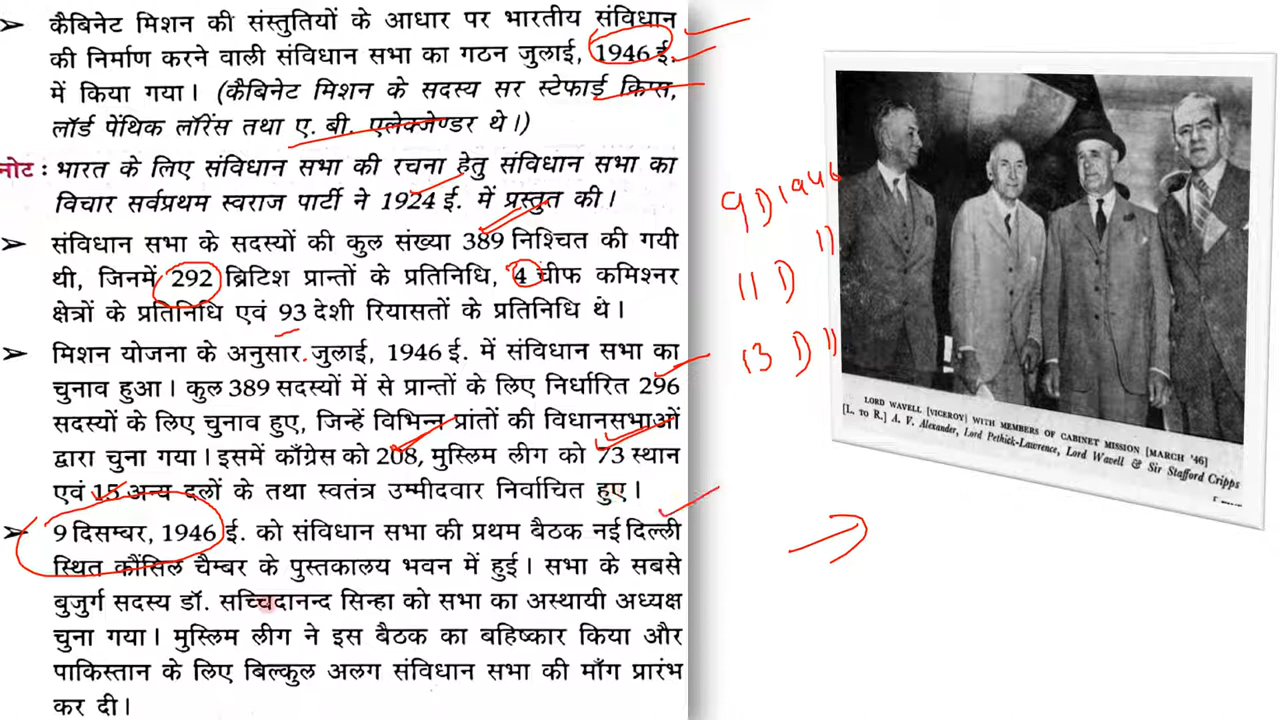 ➢ कैबिनेट मिशन की संस्तुतियों के आधार पर भारतीय संविधान
की निर्माण करने वाली संविधान सभा का गठन जुलाई, 1946 ई.
में किया गया। (कैबिनेट मिशन के सदस्य सर स्टेफार्ड क्रिप्स,
लॉर्ड पेंथिक लॉरेंस तथा ए. बी. एलेक्जेण्डर थे।)
नोट : भारत के लिए संविधान सभा की रचना हेतु संविधान सभा का
विचार सर्वप्रथम स्वराज पार्टी ने 1924 ई. में प्रस्तुत की।
➢ संविधान सभा के सदस्यों की कुल संख्या 389 निश्चित की गयी
थी, जिनमें 292 ब्रिटिश प्रान्तों के प्रतिनिधि, 4 चीफ कमिश्नर
क्षेत्रों के प्रतिनिधि एवं 93 देशी रियासतों के प्रतिनिधि थे।
➢ मिशन योजना के अनुसार जुलाई, 1946 ई. में संविधान सभा का
चुनाव हुआ। कुल 389 सदस्यों में से प्रान्तों के लिए निर्धारित 296
सदस्यों के लिए चुनाव हुए, जिन्हें विभिन्न प्रांतों की विधानसभाओं
द्वारा चुना गया। इसमें काँग्रेस को 208, मुस्लिम लीग को 73 स्थान
एवं 15 अन्य दलों के तथा स्वतंत्र उम्मीदवार निर्वाचित हुए।
➢ 9 दिसम्बर, 1946 ई. को संविधान सभा की प्रथम बैठक नई दिल्ली
स्थित कौंसिल चैम्बर के पुस्तकालय भवन में हुई। सभा के सबसे
बुजुर्ग सदस्य डॉ. सच्चिदानन्द सिन्हा को सभा का अस्थायी अध्यक्ष
चुना गया। मुस्लिम लीग ने इस बैठक का बहिष्कार किया और
पाकिस्तान के लिए बिल्कुल अलग संविधान सभा की माँग प्रारंभ
कर दी।
9 D 1946
11 D "
13 D "
LORD WAVELL [VICEROY] WITH MEMBERS OF CABINET MISSION [MARCH '46]
[L. TO R.] A. V. Alexander, Lord Pethick-Lawrence, Lord Wavell & Sir Stafford Cripps